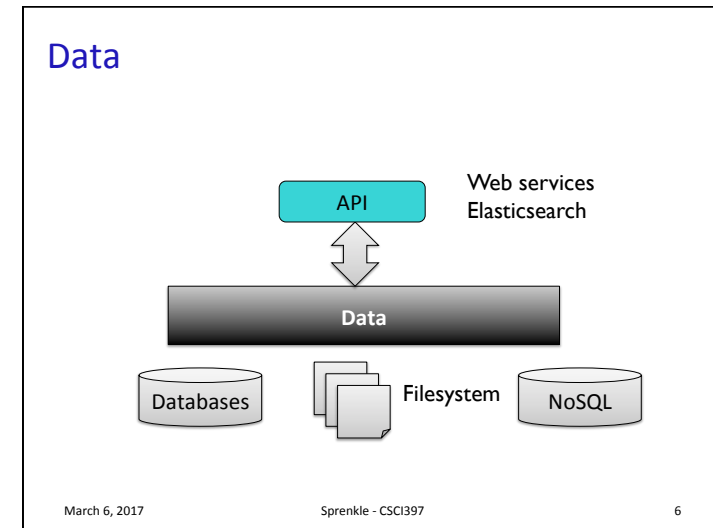 Data
API
Web services
Elasticsearch
Data
Databases
Filesystem
NoSQL
March 6, 2017
Sprenkle - CSCI397
6